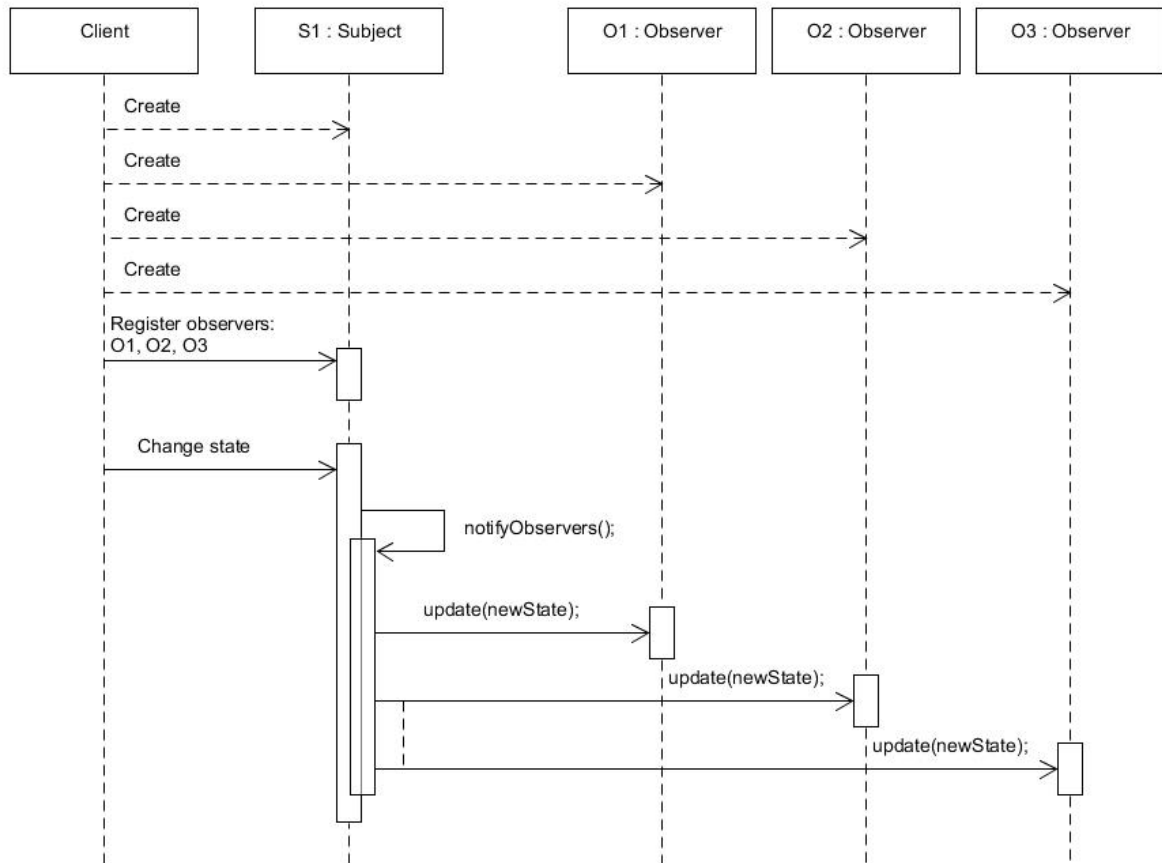 Client
S1 : Subject
O1 : Observer
O2 : Observer
O3 : Observer
Create
Create
Create
Create
Register observers:
O1, O2, O3
Change state
notifyObservers();
update(newState);
update(newState);
update(newState);